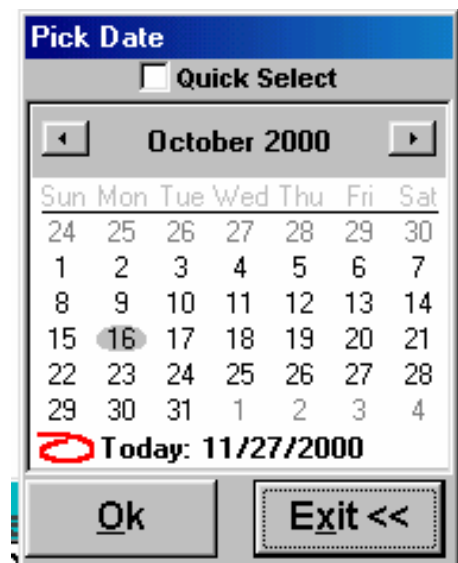 Pick Date
Quick Select
October 2000
Sun Mon Tue Wed Thu Fri Sat
24 25 26 27 28 29 30
1 2 3 4 5 6 7
8 9 10 11 12 13 14
15 16 17 18 19 20 21
22 23 24 25 26 27 28
29 30 31 1 2 3 4
Today: 11/27/2000
Ok Exit <<